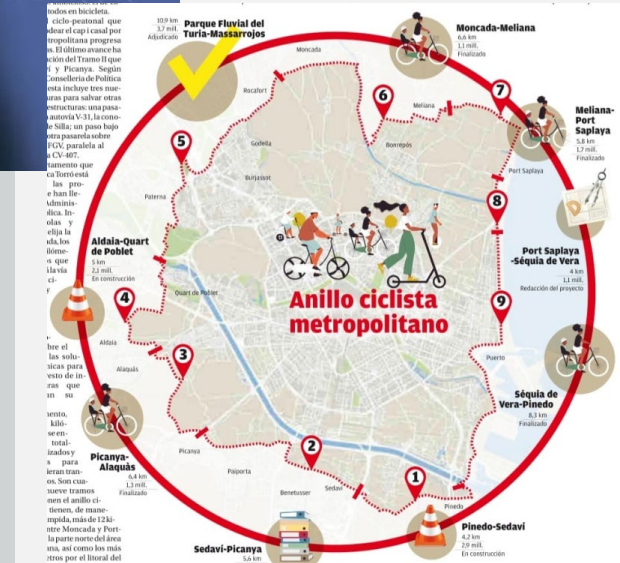 todos en bicicleta.
ciclo-peatonal que
dear el cap i casal por
tropolitana progresa
as. El último avance ha
ción del Tramo II que
y Picanya. Según
Conselleria de Política
esta incluye tres nue-
uras para salvar otras
estructuras: una pasa-
autovía V-31, la cono-
de Silla; un paso bajo
otra pasarela sobre
FGV, paralela al
a CV-407.
rtamento que
ca Torró está
las pro-
e han lle-
dminis-
dica. In-
olas y
elija la
nda, los
lóme-
s que
la vía
ci-
y
bre el
las solu-
nicas para
resto de in-
ras que
an su
mento,
kiló-
se en-
total-
izados y
s para
ieran tran-
os. Son cua-
nueve tramos
nen el anillo ci-
tienen, de mane-
mpida, más de 12 ki-
ntre Moncada y Port-
la parte norte del área
ana, así como los más
etros por el litoral del
10,9 km
3,7 mill.
Adjudicado
Parque Fluvial del
Turia-Massarrojos
Moncada-Meliana
6,6 km
1,1 mill.
Finalizado
Meliana-
Port
Saplaya
5,8 km
1,7 mill.
Finalizado
Port Saplaya
-Séquia de Vera
4 km
1,1 mill.
Redacción del proyecto
Séquia de
Vera-Pinedo
8,3 km
Finalizado
Pinedo-Sedaví
4,2 km
2,9 mill.
En construcción
Sedaví-Picanya
5,6 km
Picanya-
Alaquàs
6,4 km
1,3 mill.
Finalizado
Aldaia-Quart
de Poblet
5 km
2,1 mill.
En construcción
Anillo ciclista
metropolitano
Moncada
Rocafort
Meliana
Godella
Bonrepós
Burjassot
Port Saplaya
Paterna
Quart de Poblet
Aldaia
Alaquàs
Puerto
Picanya
Paiporta
Benetusser
Sedaví
Pinedo
1
2
3
4
5
6
7
8
9